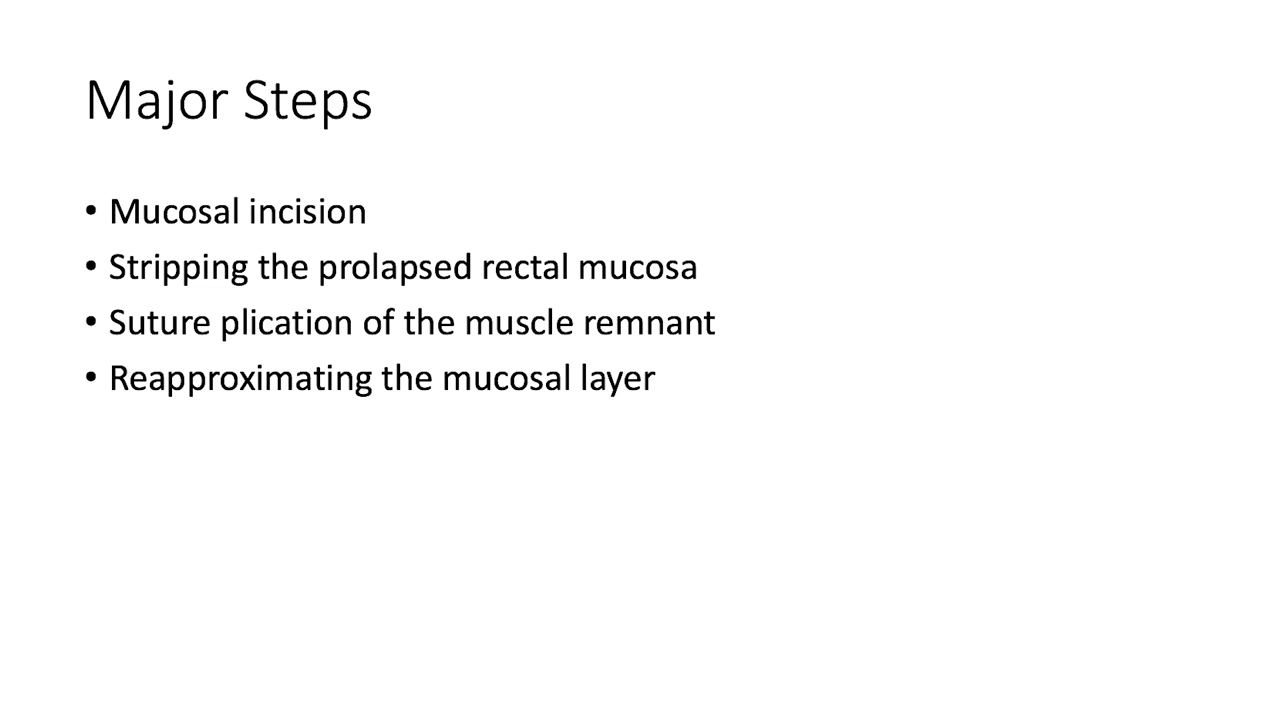 Major Steps
• Mucosal incision
• Stripping the prolapsed rectal mucosa
• Suture plication of the muscle remnant
• Reapproximating the mucosal layer